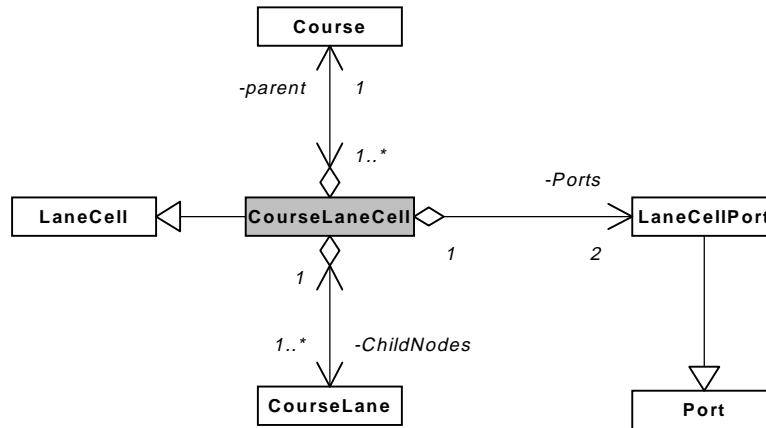 Course
-parent 1
1..*
-Ports
LaneCell CourseLaneCell LaneCellPort
1 1 2
1..* -ChildNodes
CourseLane Port